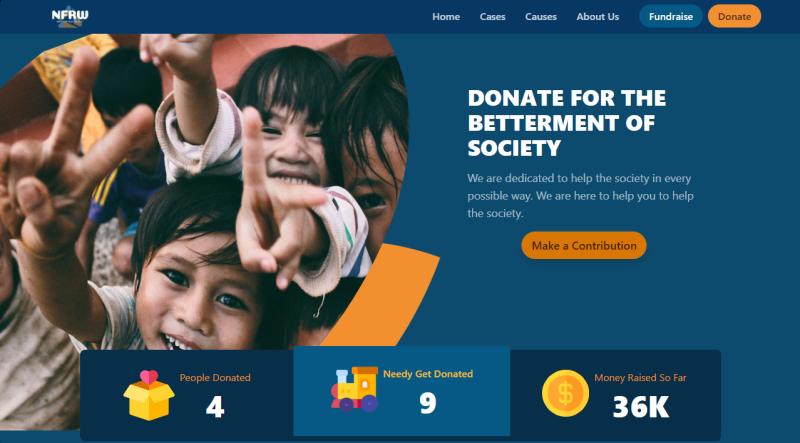 NFRW
Home Cases Causes About Us Fundraise Donate
DONATE FOR THE
BETTERMENT OF
SOCIETY
We are dedicated to help the society in every
possible way. We are here to help you to help
the society.
Make a Contribution
People Donated
4
Needy Get Donated
9
Money Raised So Far
36K